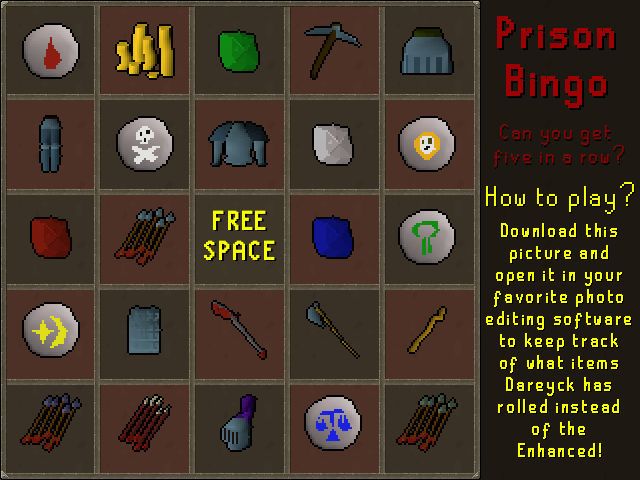 Prison
Bingo
Can you get
five in a row?
How to play?
FREE
SPACE
Download this
picture and
open it in your
favorite photo
editing software
to keep track
of what items
Dareyck has
rolled instead
of the
Enhanced!